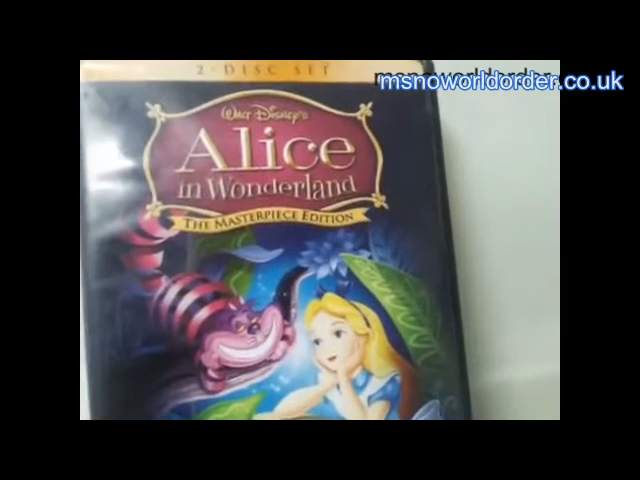 2-DISC SET
msnoworldorder.co.uk
Walt Disney's
Alice
in Wonderland
The Masterpiece Edition